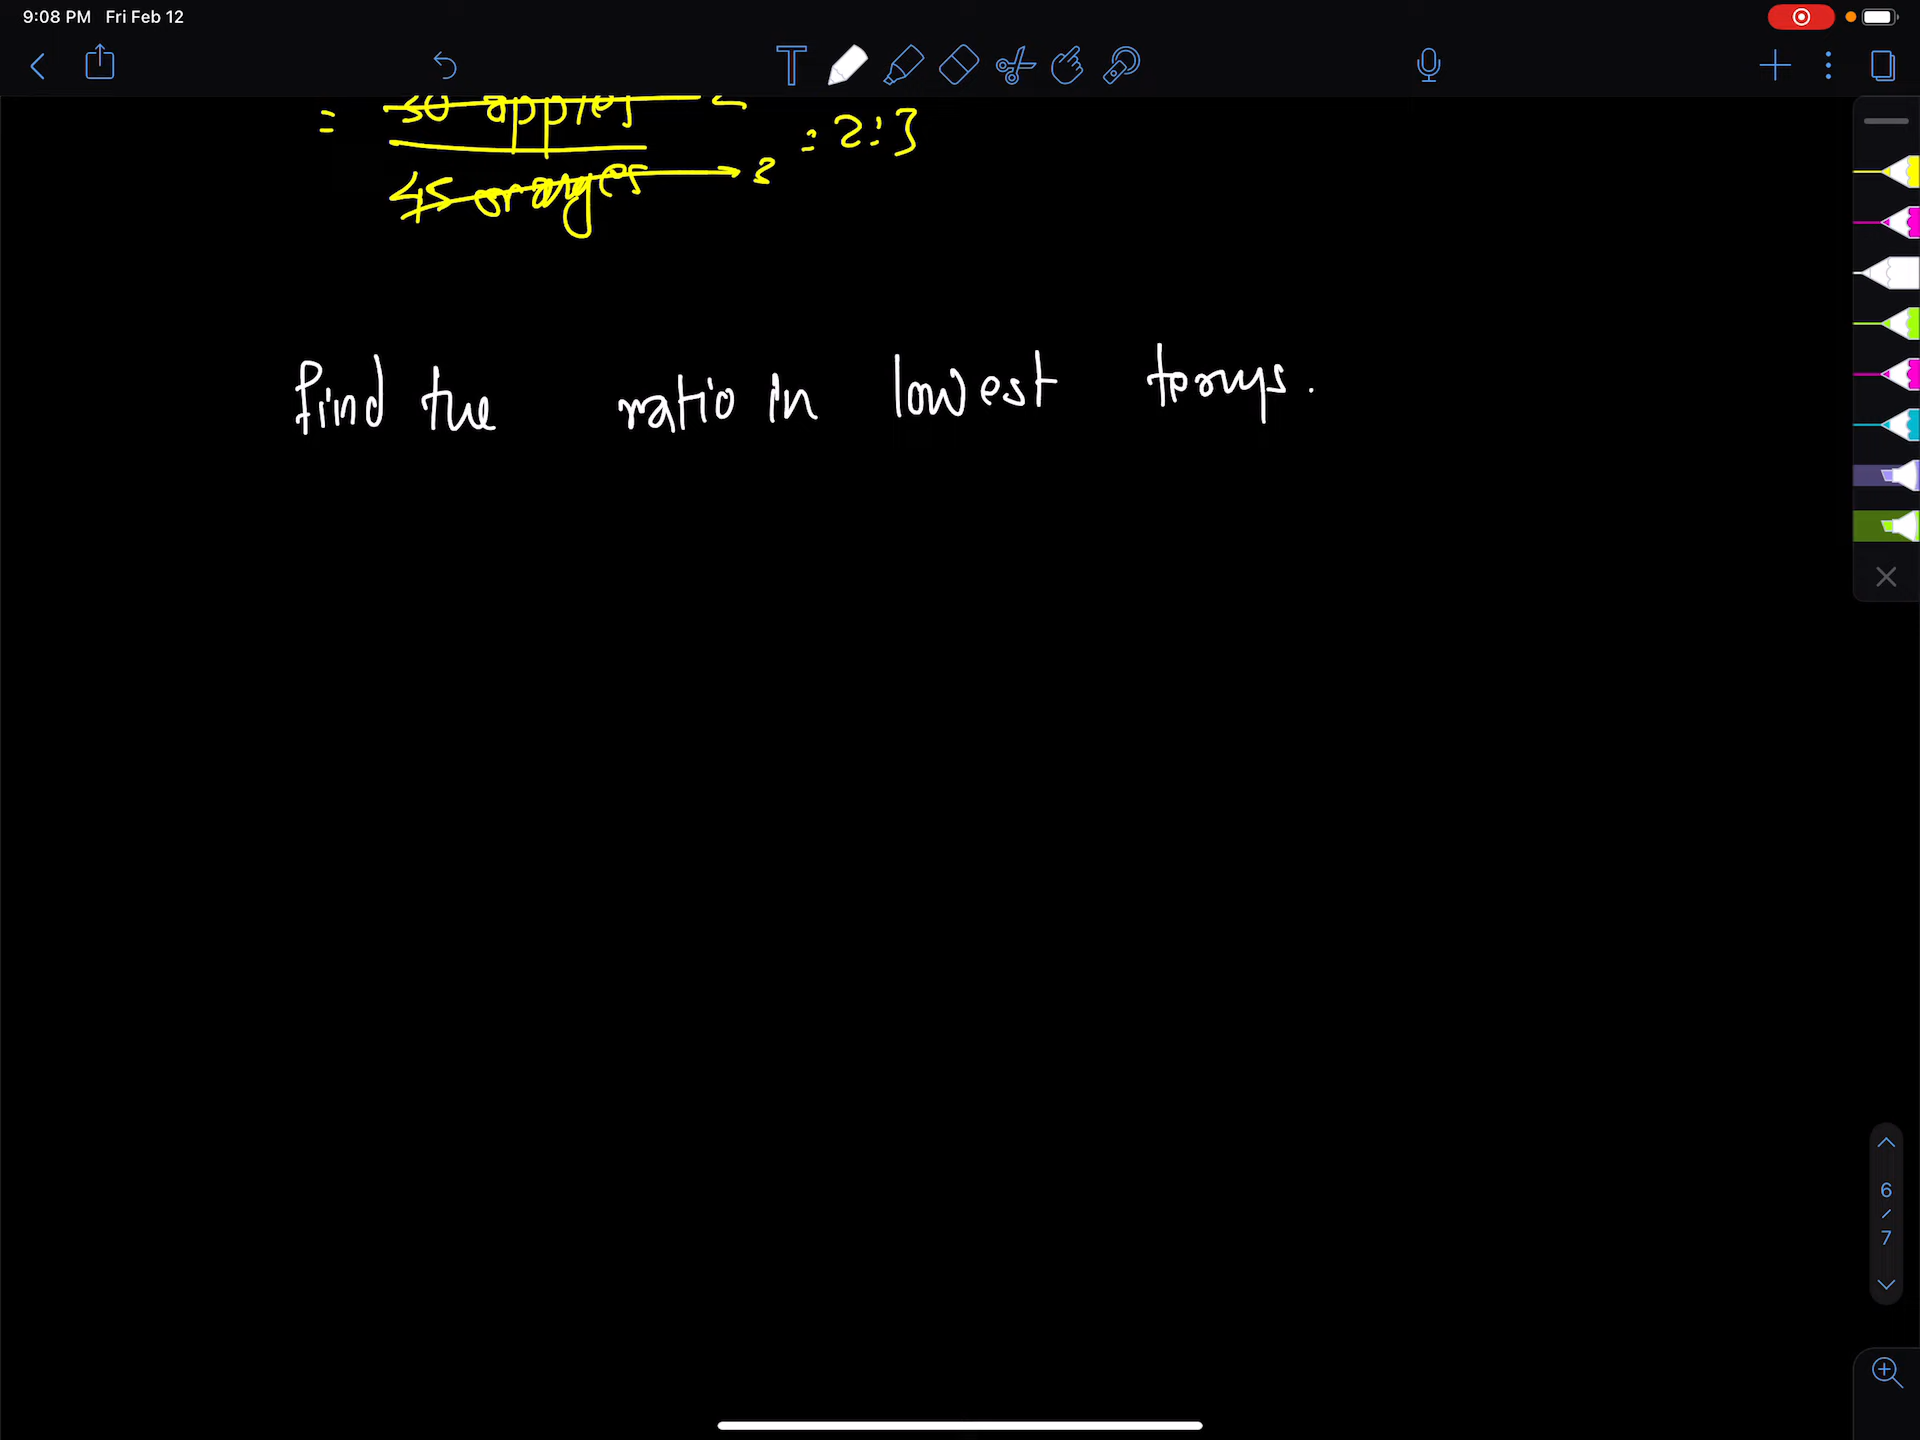 9:08 PM Fri Feb 12
= 30 apples 2
45 oranges 3
= 2:3
find the ratio in lowest terms.
6
/
7